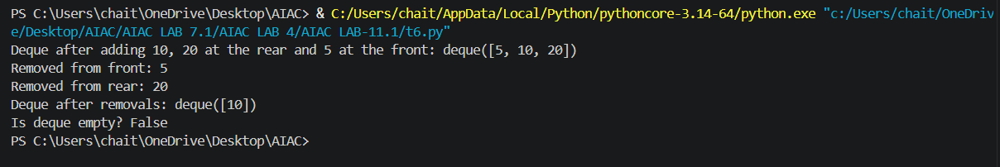 PS C:\Users\chait\OneDrive\Desktop\AIAC> & C:/Users/chait/AppData/Local/Python/pythoncore-3.14-64/python.exe "c:/Users/chait/OneDriv
e/Desktop/AIAC/AIAC LAB 7.1/AIAC LAB 4/AIAC LAB-11.1/t6.py"
Deque after adding 10, 20 at the rear and 5 at the front: deque([5, 10, 20])
Removed from front: 5
Removed from rear: 20
Deque after removals: deque([10])
Is deque empty? False
PS C:\Users\chait\OneDrive\Desktop\AIAC>